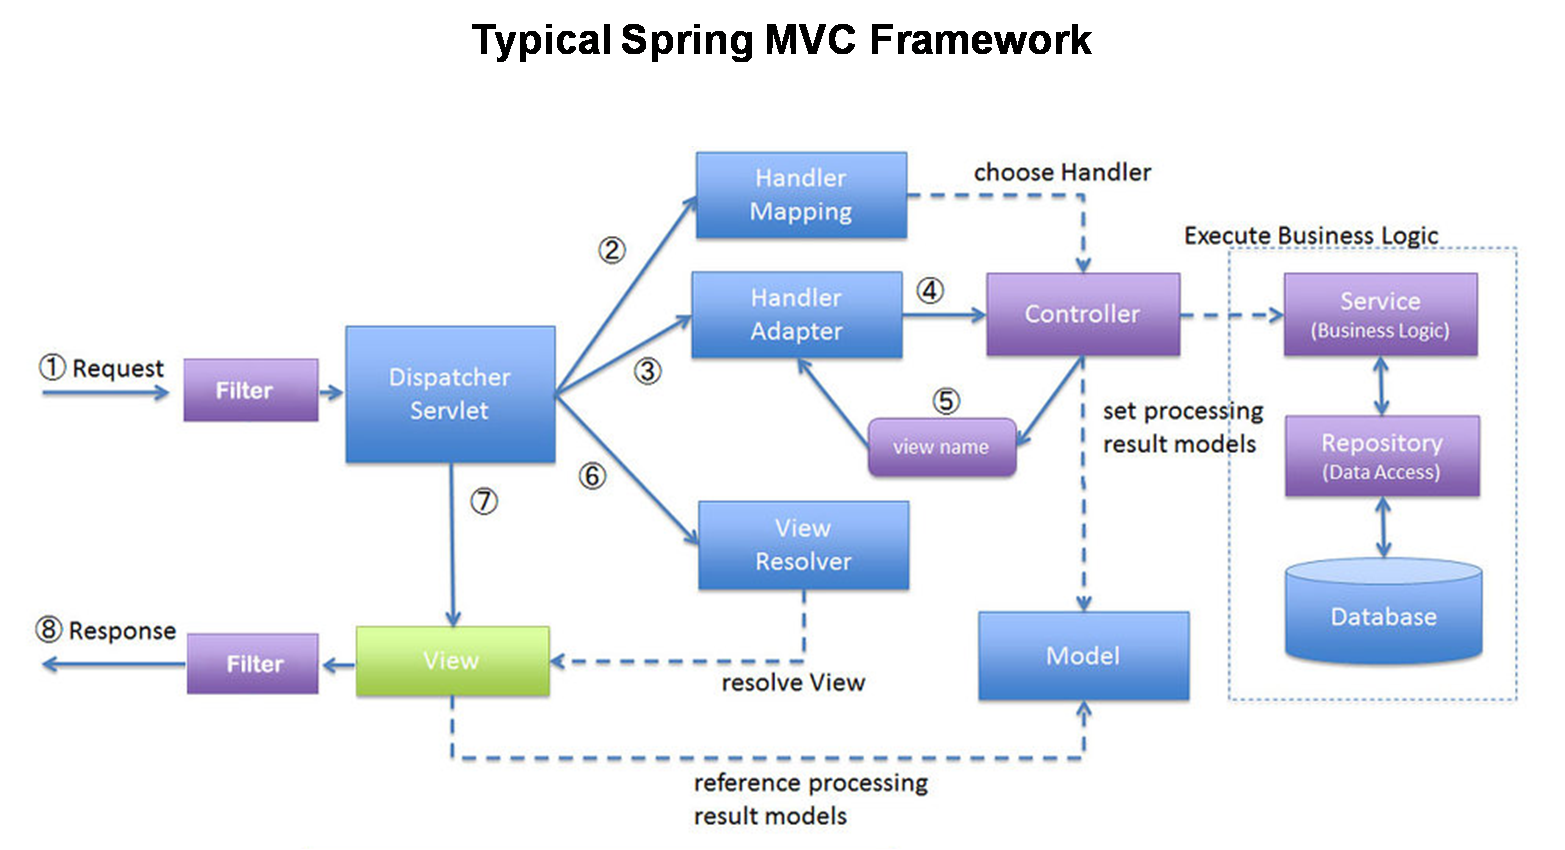 Typical Spring MVC Framework
Handler
Mapping
choose Handler
②
Execute Business Logic
Handler
Adapter
④
Controller
Service
(Business Logic)
① Request
Filter
Dispatcher
Servlet
③
⑤
view name
set processing
result models
Repository
(Data Access)
⑥
⑦
View
Resolver
Database
⑧ Response
Filter
View
resolve View
Model
reference processing
result models